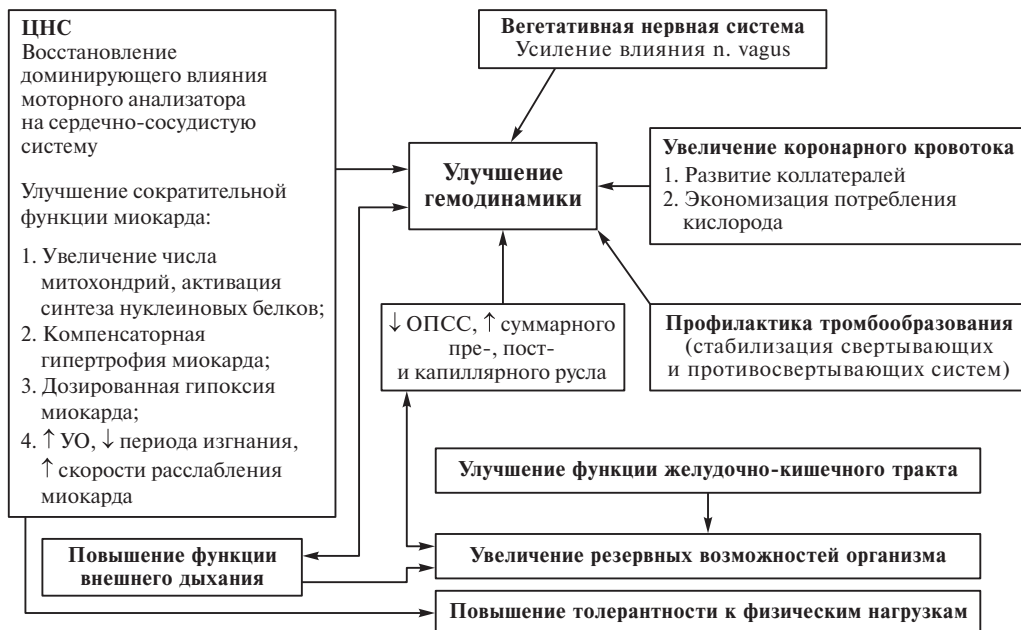 ЦНС
Восстановление
доминирующего влияния
моторного анализатора
на сердечно-сосудистую
систему
Улучшение сократительной
функции миокарда:
1. Увеличение числа
митохондрий, активация
синтеза нуклеиновых белков;
2. Компенсаторная
гипертрофия миокарда;
3. Дозированная гипоксия
миокарда;
4. ↑ УО, ↓ периода изгнания,
↑ скорости расслабления
миокарда
Вегетативная нервная система
Усиление влияния n. vagus
Улучшение
гемодинамики
Увеличение коронарного кровотока
1. Развитие коллатералей
2. Экономизация потребления
кислорода
↓ ОПСС, ↑ суммарного
пре-, пост-
и капиллярного русла
Профилактика тромбообразования
(стабилизация свертывающих
и противосвертывающих систем)
Улучшение функции желудочно-кишечного тракта
Повышение функции
внешнего дыхания
Увеличение резервных возможностей организма
Повышение толерантности к физическим нагрузкам